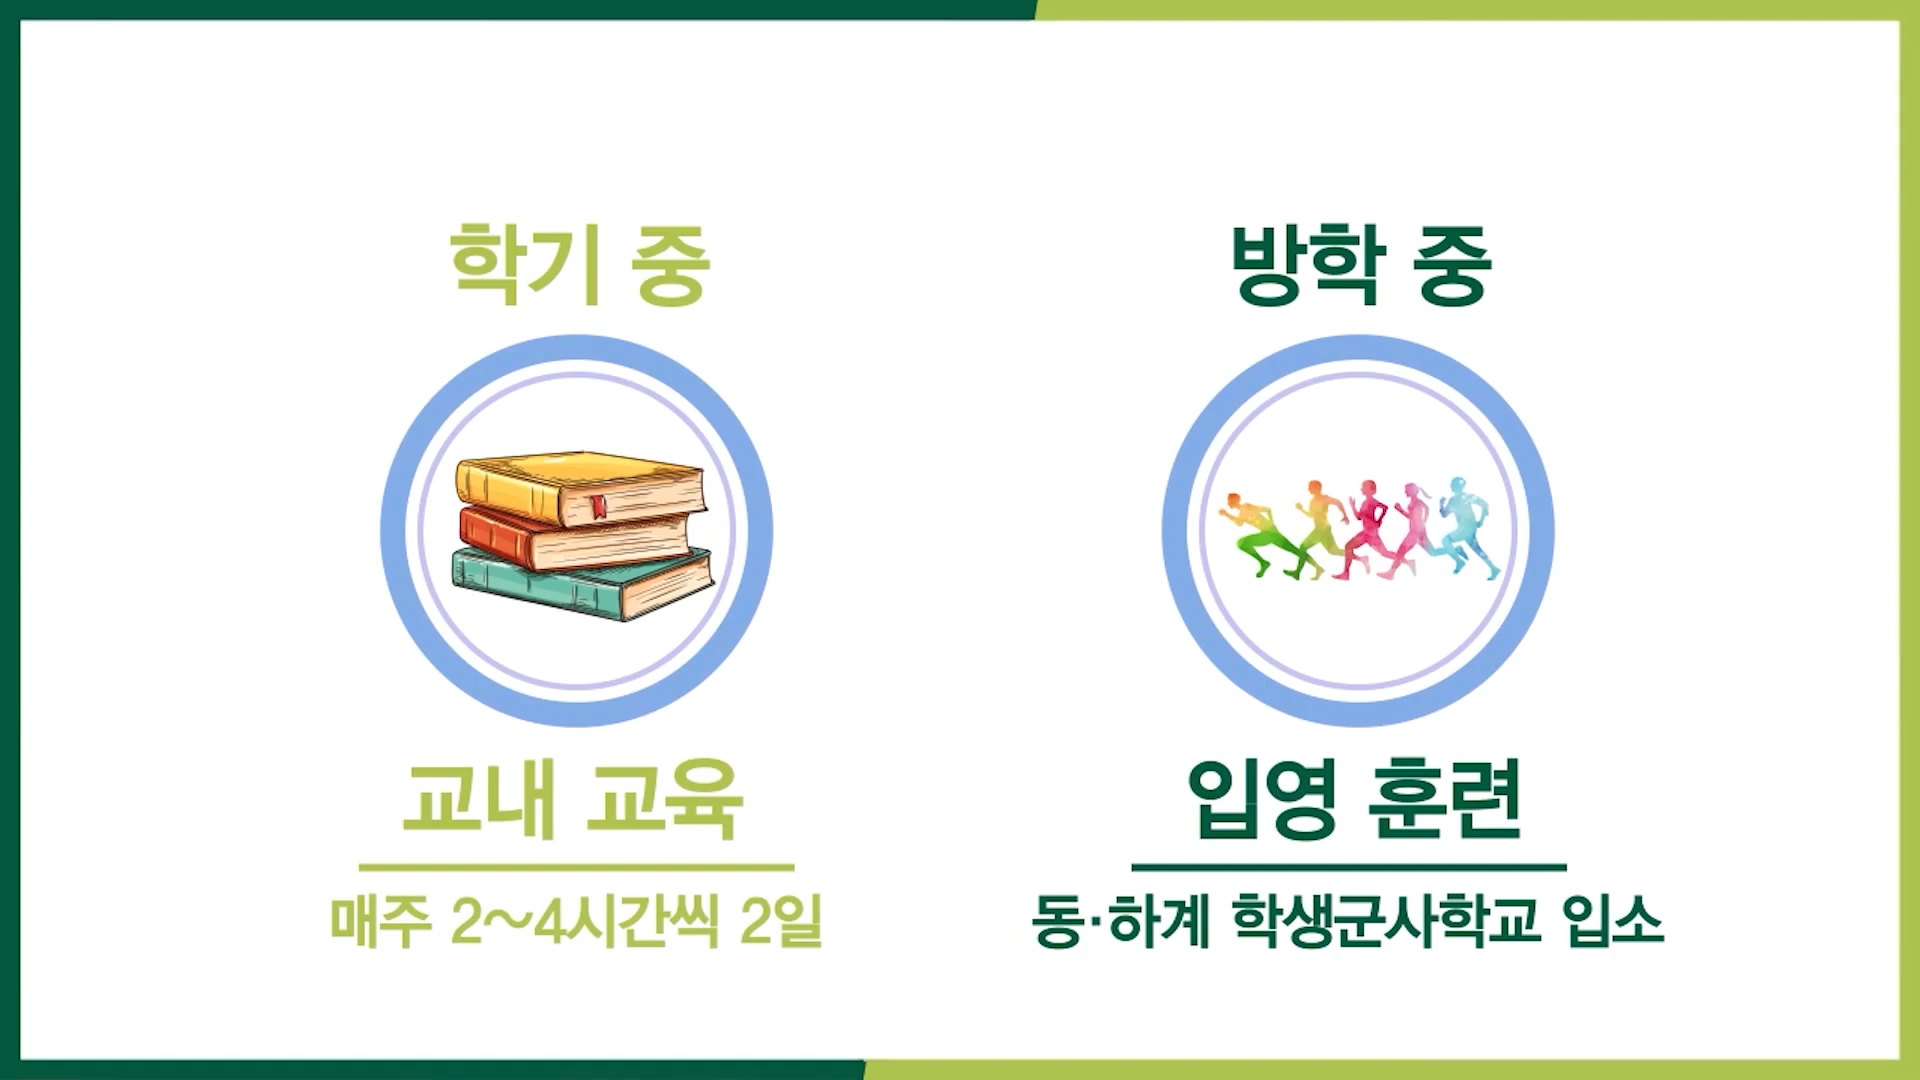 학기 중
교내 교육
매주 2~4시간씩 2일
방학 중
입영 훈련
동·하계 학생군사학교 입소